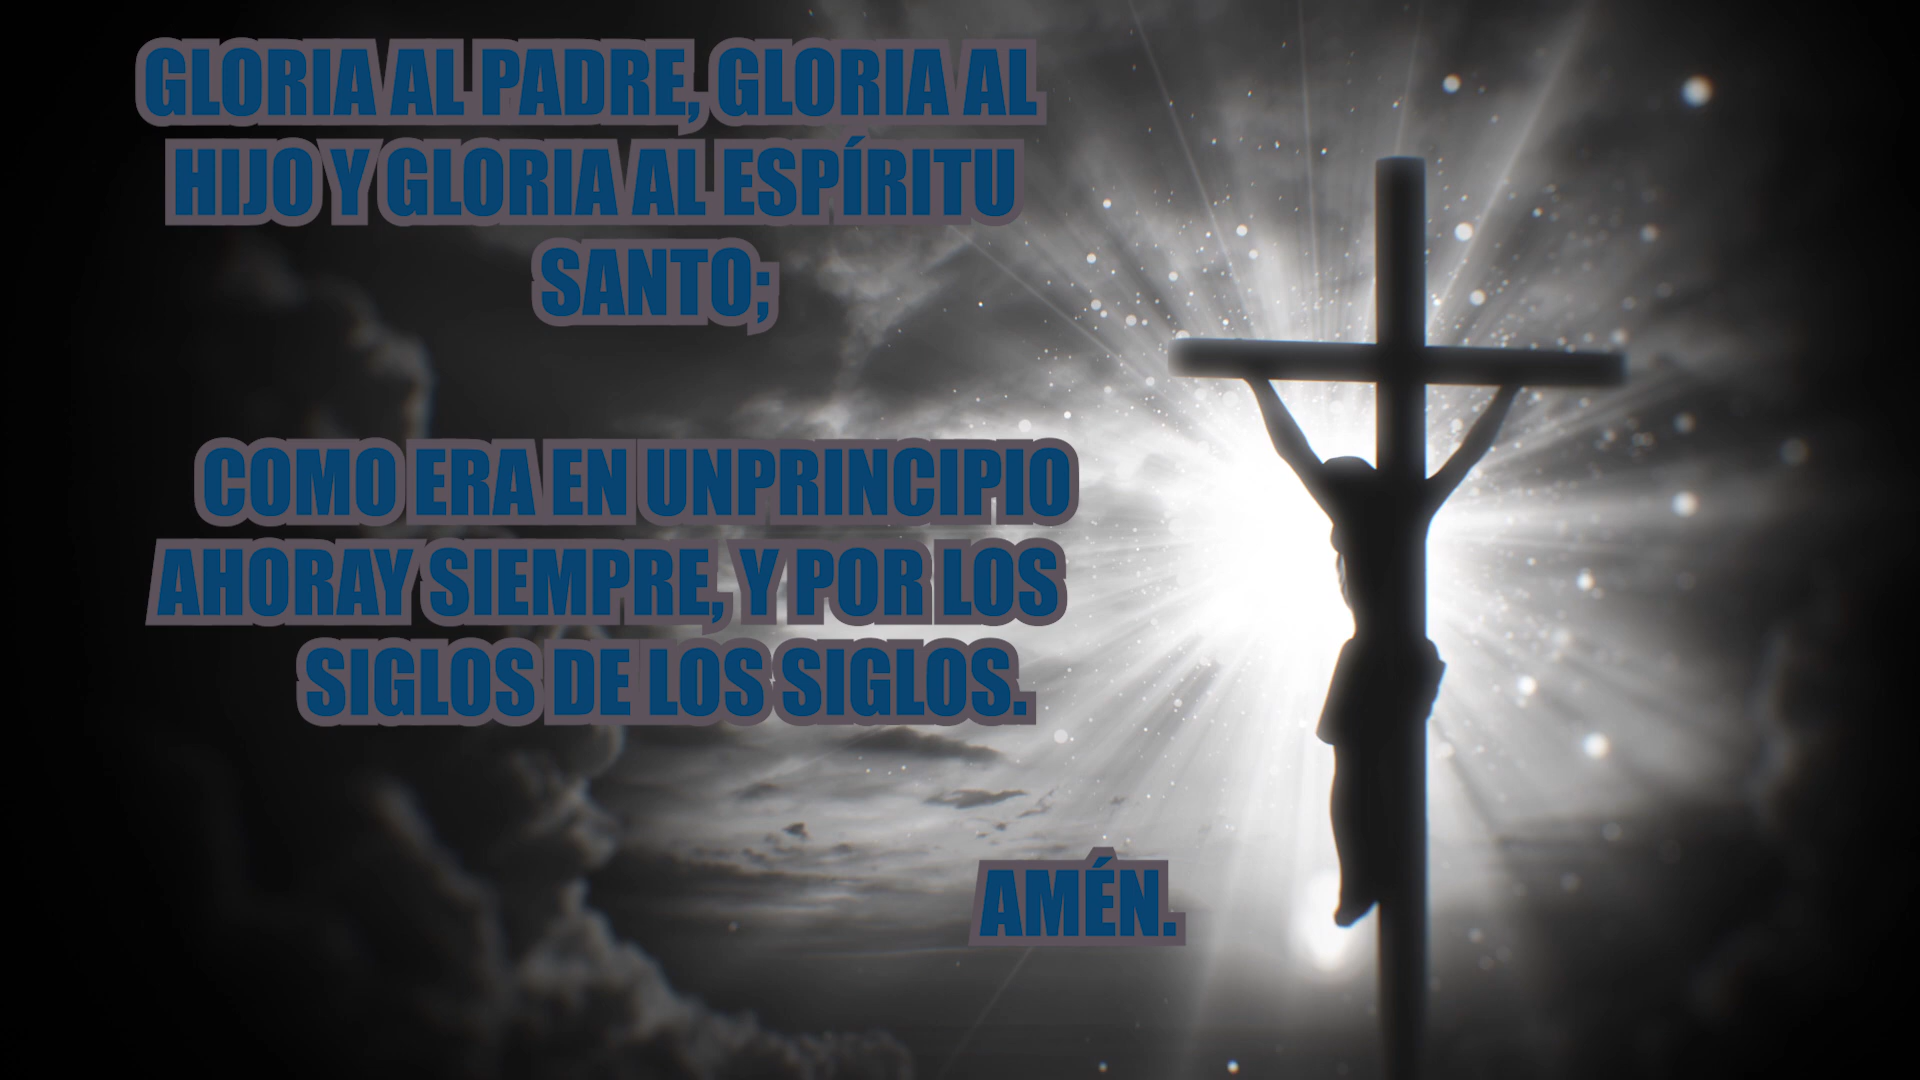 GLORIA AL PADRE, GLORIA AL
HIJO Y GLORIA AL ESPÍRITU
SANTO;
COMO ERA EN UNPRINCIPIO
AHORAY SIEMPRE, Y POR LOS
SIGLOS DE LOS SIGLOS.
AMÉN.